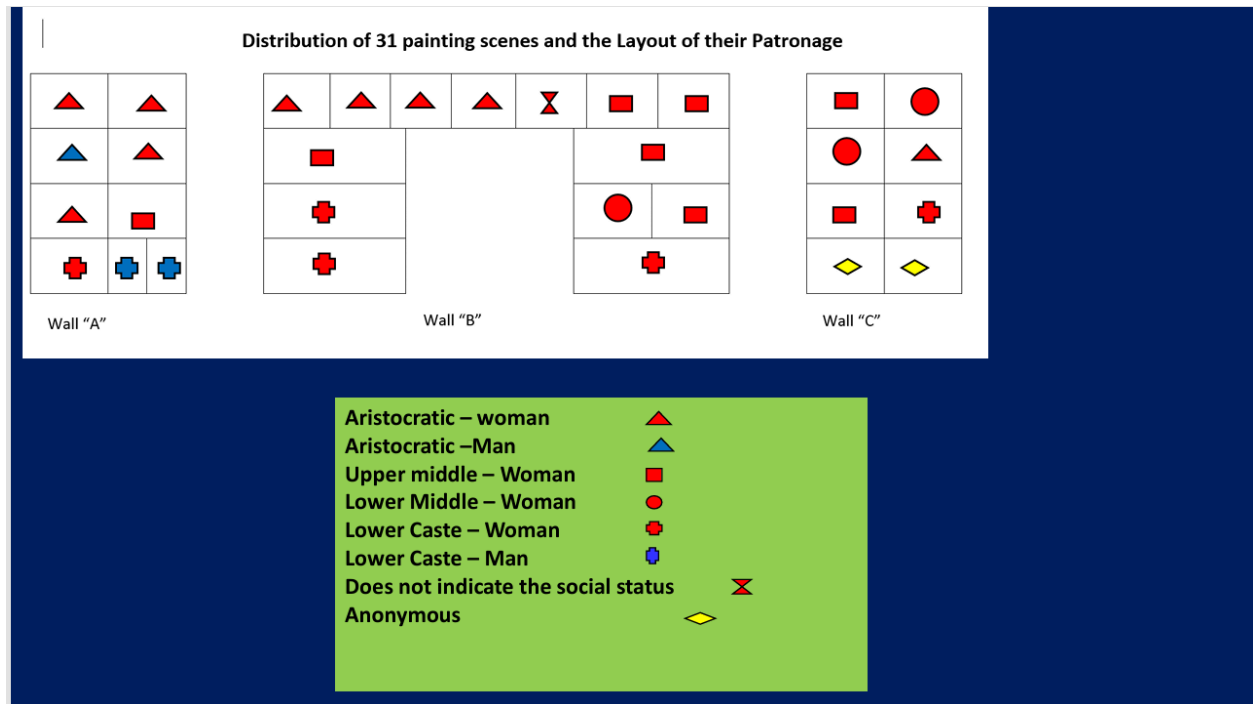 Distribution of 31 painting scenes and the Layout of their Patronage
Wall “A”
Wall “B”
Wall “C”
Aristocratic – woman
Aristocratic –Man
Upper middle – Woman
Lower Middle – Woman
Lower Caste – Woman
Lower Caste – Man
Does not indicate the social status
Anonymous